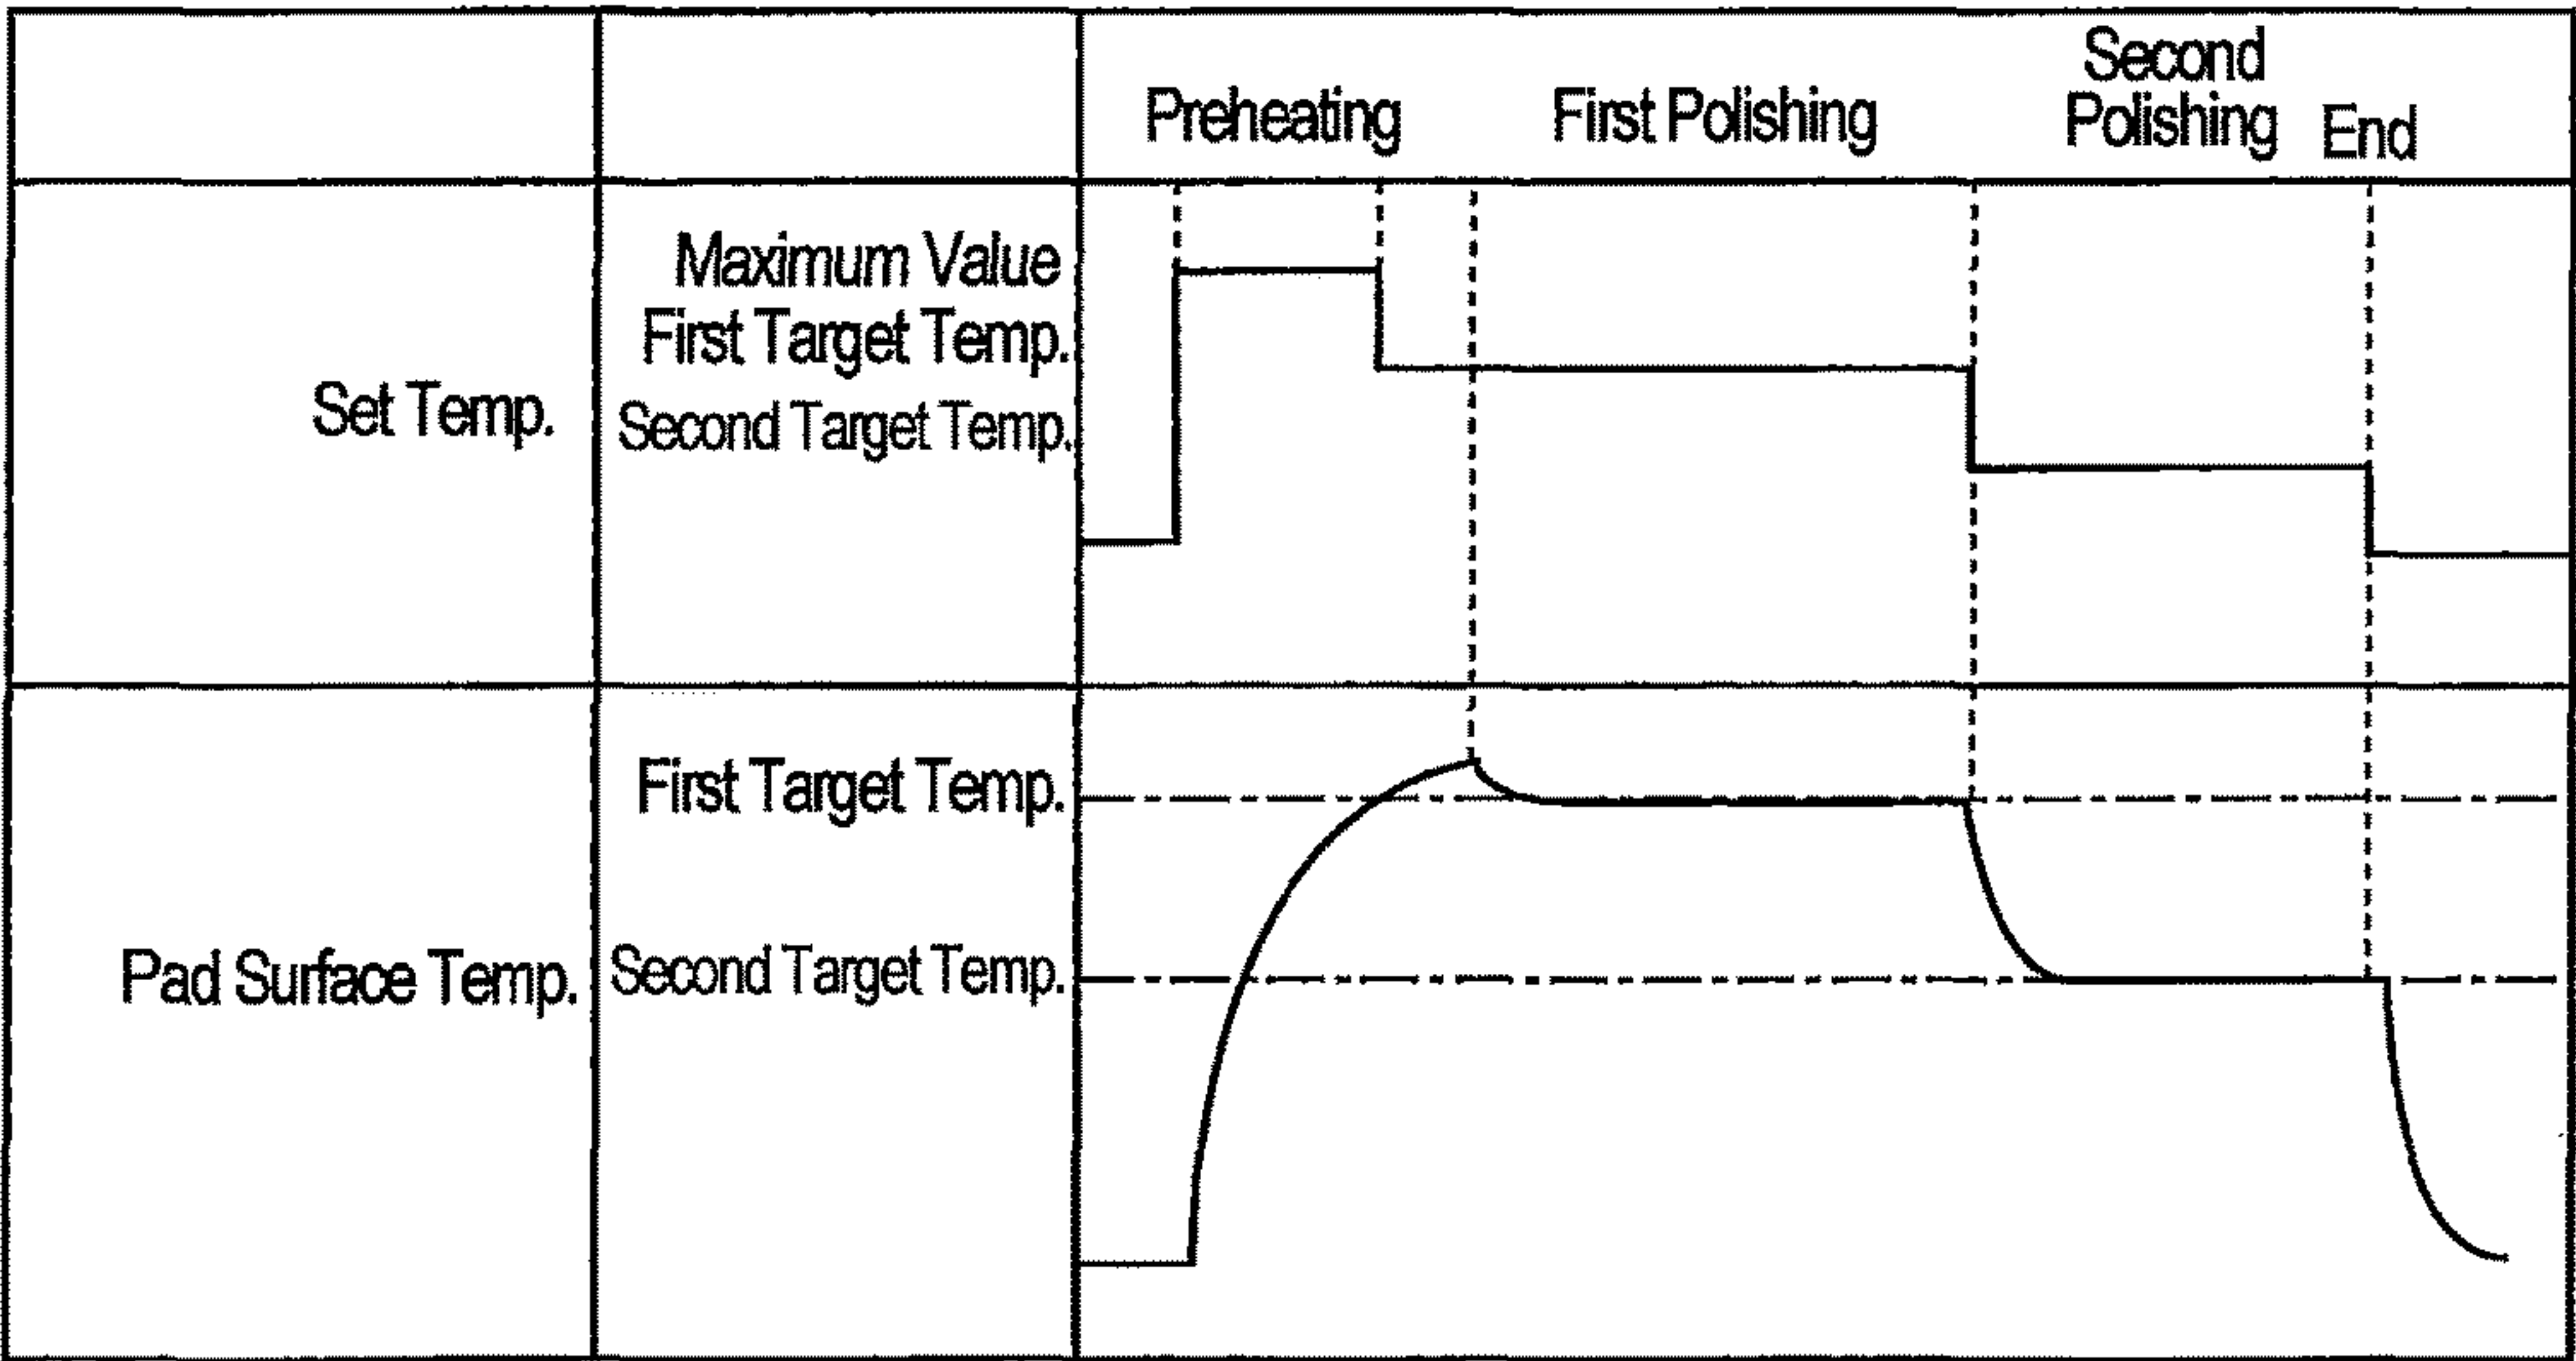 Preheating
First Polishing
Second
Polishing
End
Set Temp.
Maximum Value
First Target Temp.
Second Target Temp.
Pad Surface Temp.
First Target Temp.
Second Target Temp.